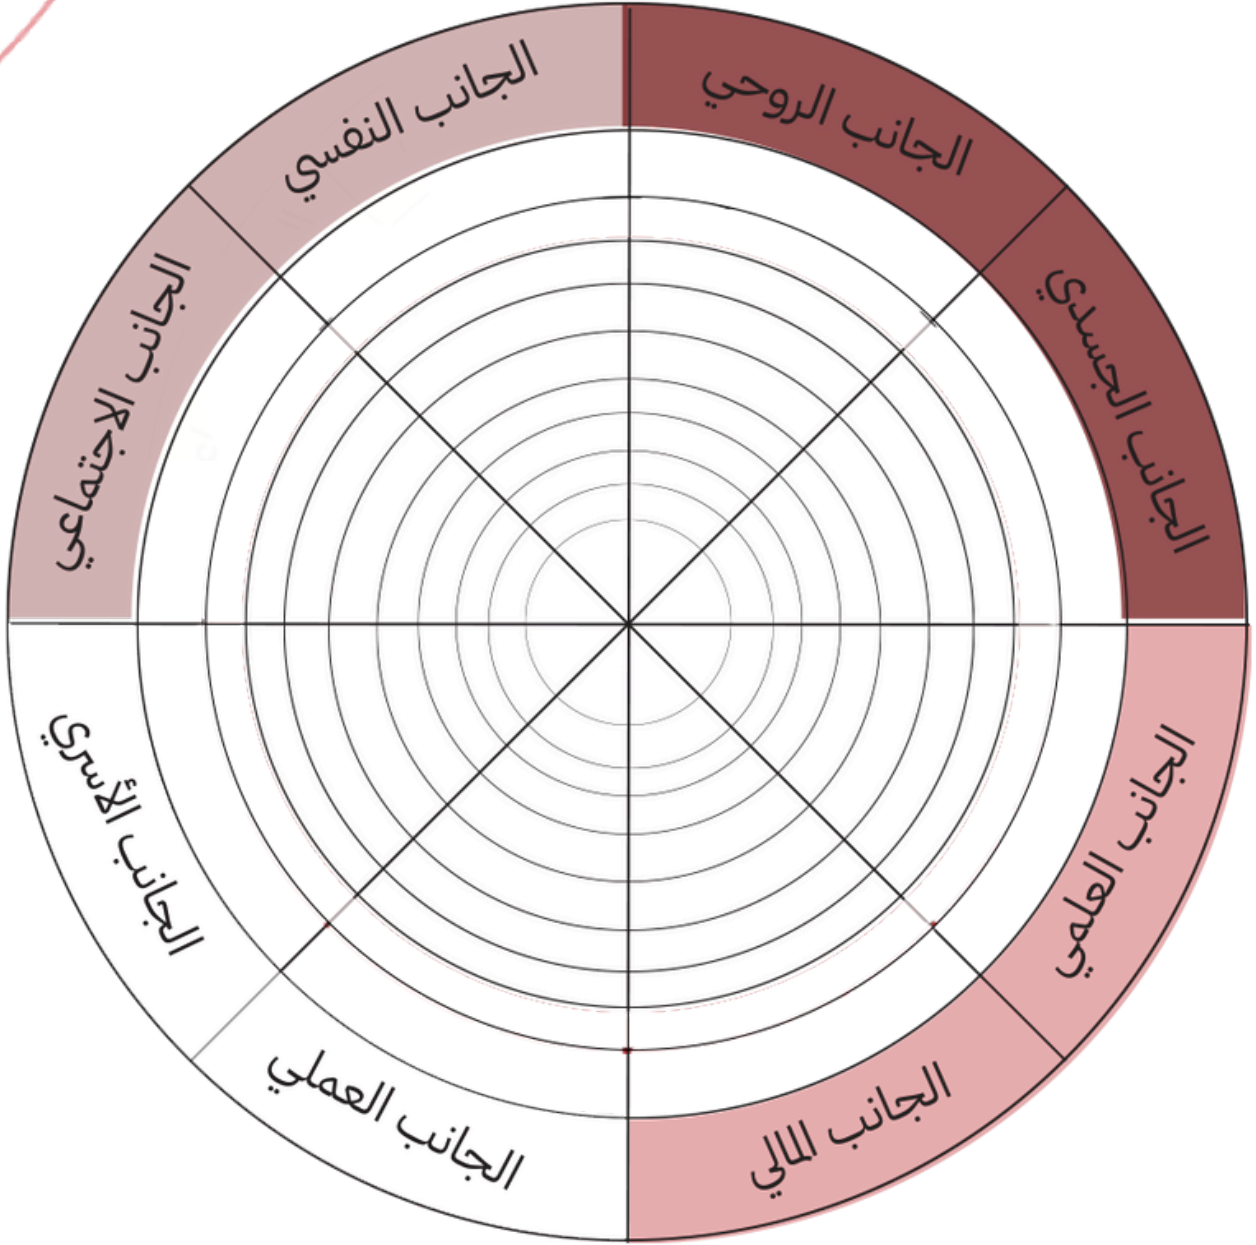 الجانب الروحي
الجانب الجسدي
الجانب العلمي
الجانب المالي
الجانب العملي
الجانب الأسري
الجانب الاجتماعي
الجانب النفسي